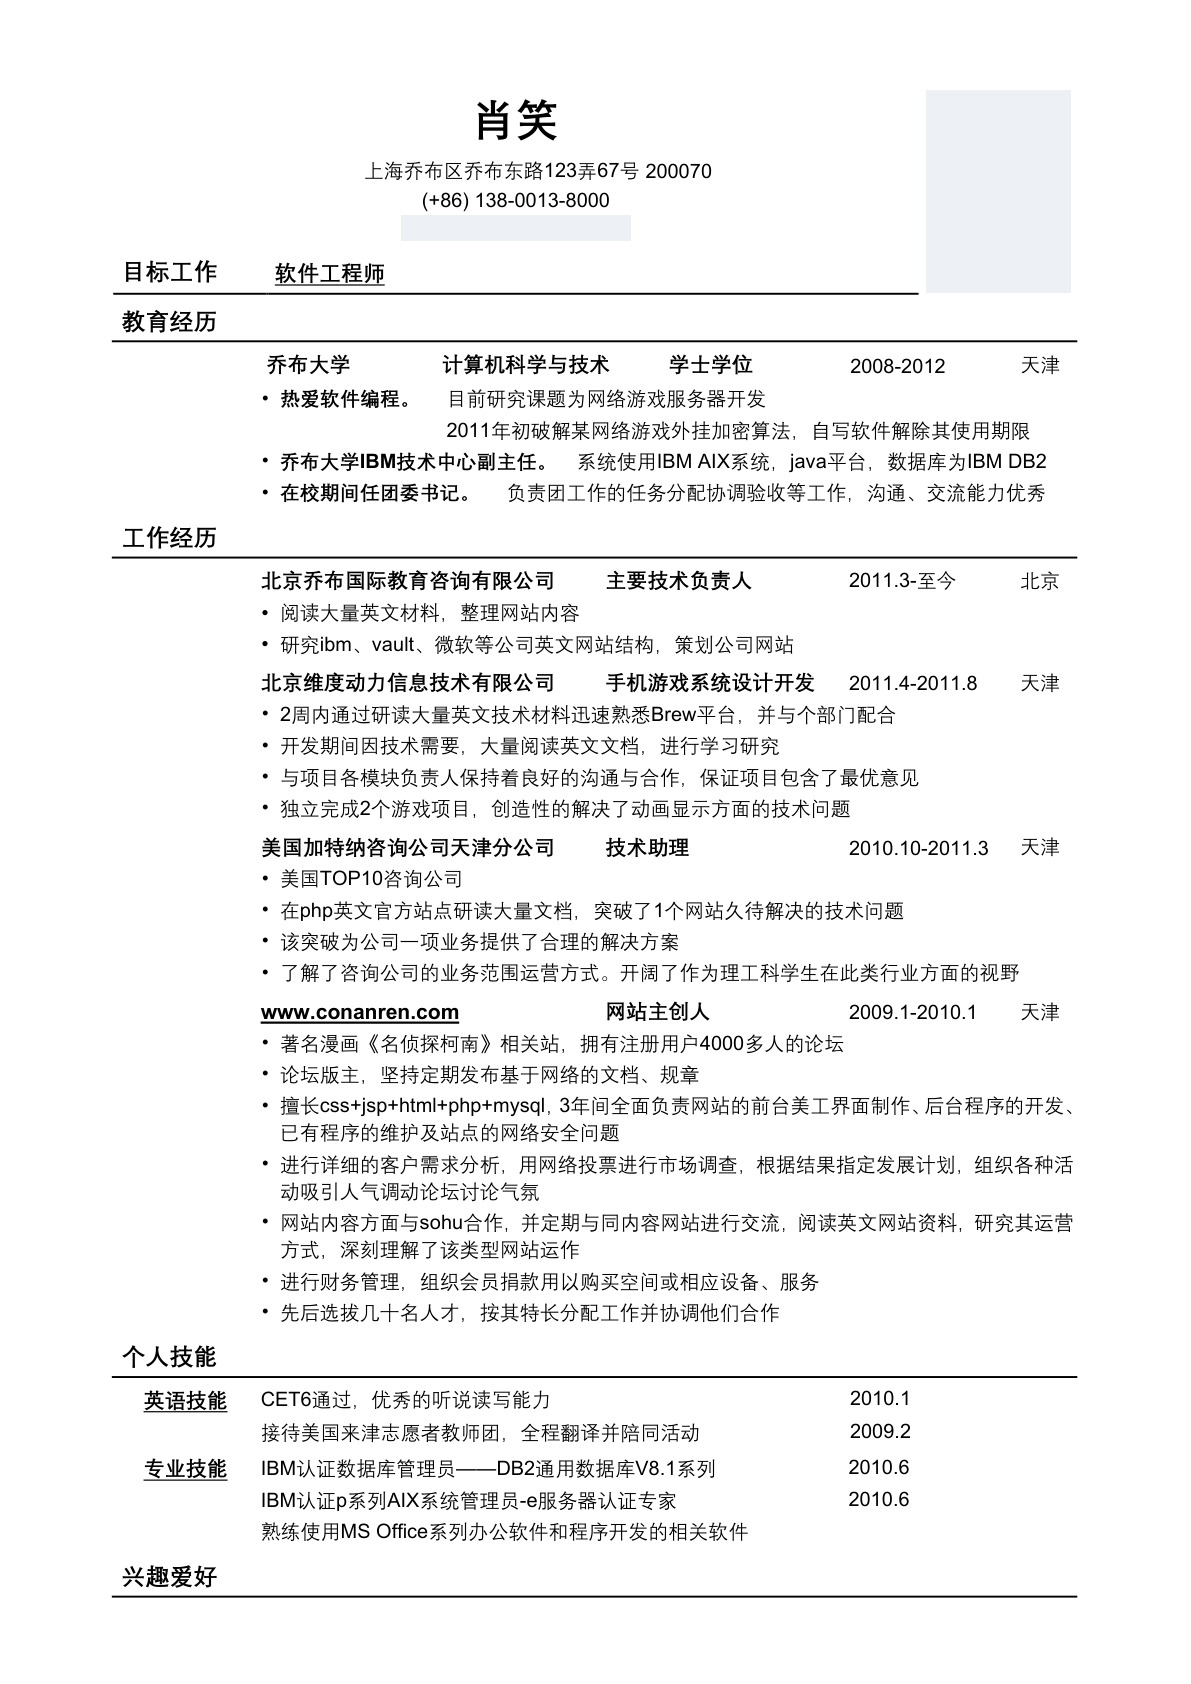 肖笑
上海乔布区乔布东路123弄67号 200070
(+86) 138-0013-8000
目标工作 软件工程师
教育经历
乔布大学 计算机科学与技术 学士学位 2008-2012 天津
• 热爱软件编程。 目前研究课题为网络游戏服务器开发
2011年初破解某网络游戏外挂加密算法，自写软件解除其使用期限
• 乔布大学IBM技术中心副主任。 系统使用IBM AIX系统，java平台，数据库为IBM DB2
• 在校期间任团委书记。 负责团工作的任务分配协调验收等工作，沟通、交流能力优秀
工作经历
北京乔布国际教育咨询有限公司 主要技术负责人 2011.3-至今 北京
• 阅读大量英文材料，整理网站内容
• 研究ibm、vault、微软等公司英文网站结构，策划公司网站
北京维度动力信息技术有限公司 手机游戏系统设计开发 2011.4-2011.8 天津
• 2周内通过研读大量英文技术材料迅速熟悉Brew平台，并与个部门配合
• 开发期间因技术需要，大量阅读英文文档，进行学习研究
• 与项目各模块负责人保持着良好的沟通与合作，保证项目包含了最优意见
• 独立完成2个游戏项目，创造性的解决了动画显示方面的技术问题
美国加特纳咨询公司天津分公司 技术助理 2010.10-2011.3 天津
• 美国TOP10咨询公司
• 在php英文官方站点研读大量文档，突破了1个网站久待解决的技术问题
• 该突破为公司一项业务提供了合理的解决方案
• 了解了咨询公司的业务范围运营方式。开阔了作为理工科学生在此类行业方面的视野
www.conanren.com 网站主创人 2009.1-2010.1 天津
• 著名漫画《名侦探柯南》相关站，拥有注册用户4000多人的论坛
• 论坛版主，坚持定期发布基于网络的文档、规章
• 擅长css+jsp+html+php+mysql，3年间全面负责网站的前台美工界面制作、后台程序的开发、
已有程序的维护及站点的网络安全问题
• 进行详细的客户需求分析，用网络投票进行市场调查，根据结果指定发展计划，组织各种活
动吸引人气调动论坛讨论气氛
• 网站内容方面与sohu合作，并定期与同内容网站进行交流，阅读英文网站资料，研究其运营
方式，深刻理解了该类型网站运作
• 进行财务管理，组织会员捐款用以购买空间或相应设备、服务
• 先后选拔几十名人才，按其特长分配工作并协调他们合作
个人技能
英语技能 CET6通过，优秀的听说读写能力 2010.1
接待美国来津志愿者教师团，全程翻译并陪同活动 2009.2
专业技能 IBM认证数据库管理员——DB2通用数据库V8.1系列 2010.6
IBM认证p系列AIX系统管理员-e服务器认证专家 2010.6
熟练使用MS Office系列办公软件和程序开发的相关软件
兴趣爱好